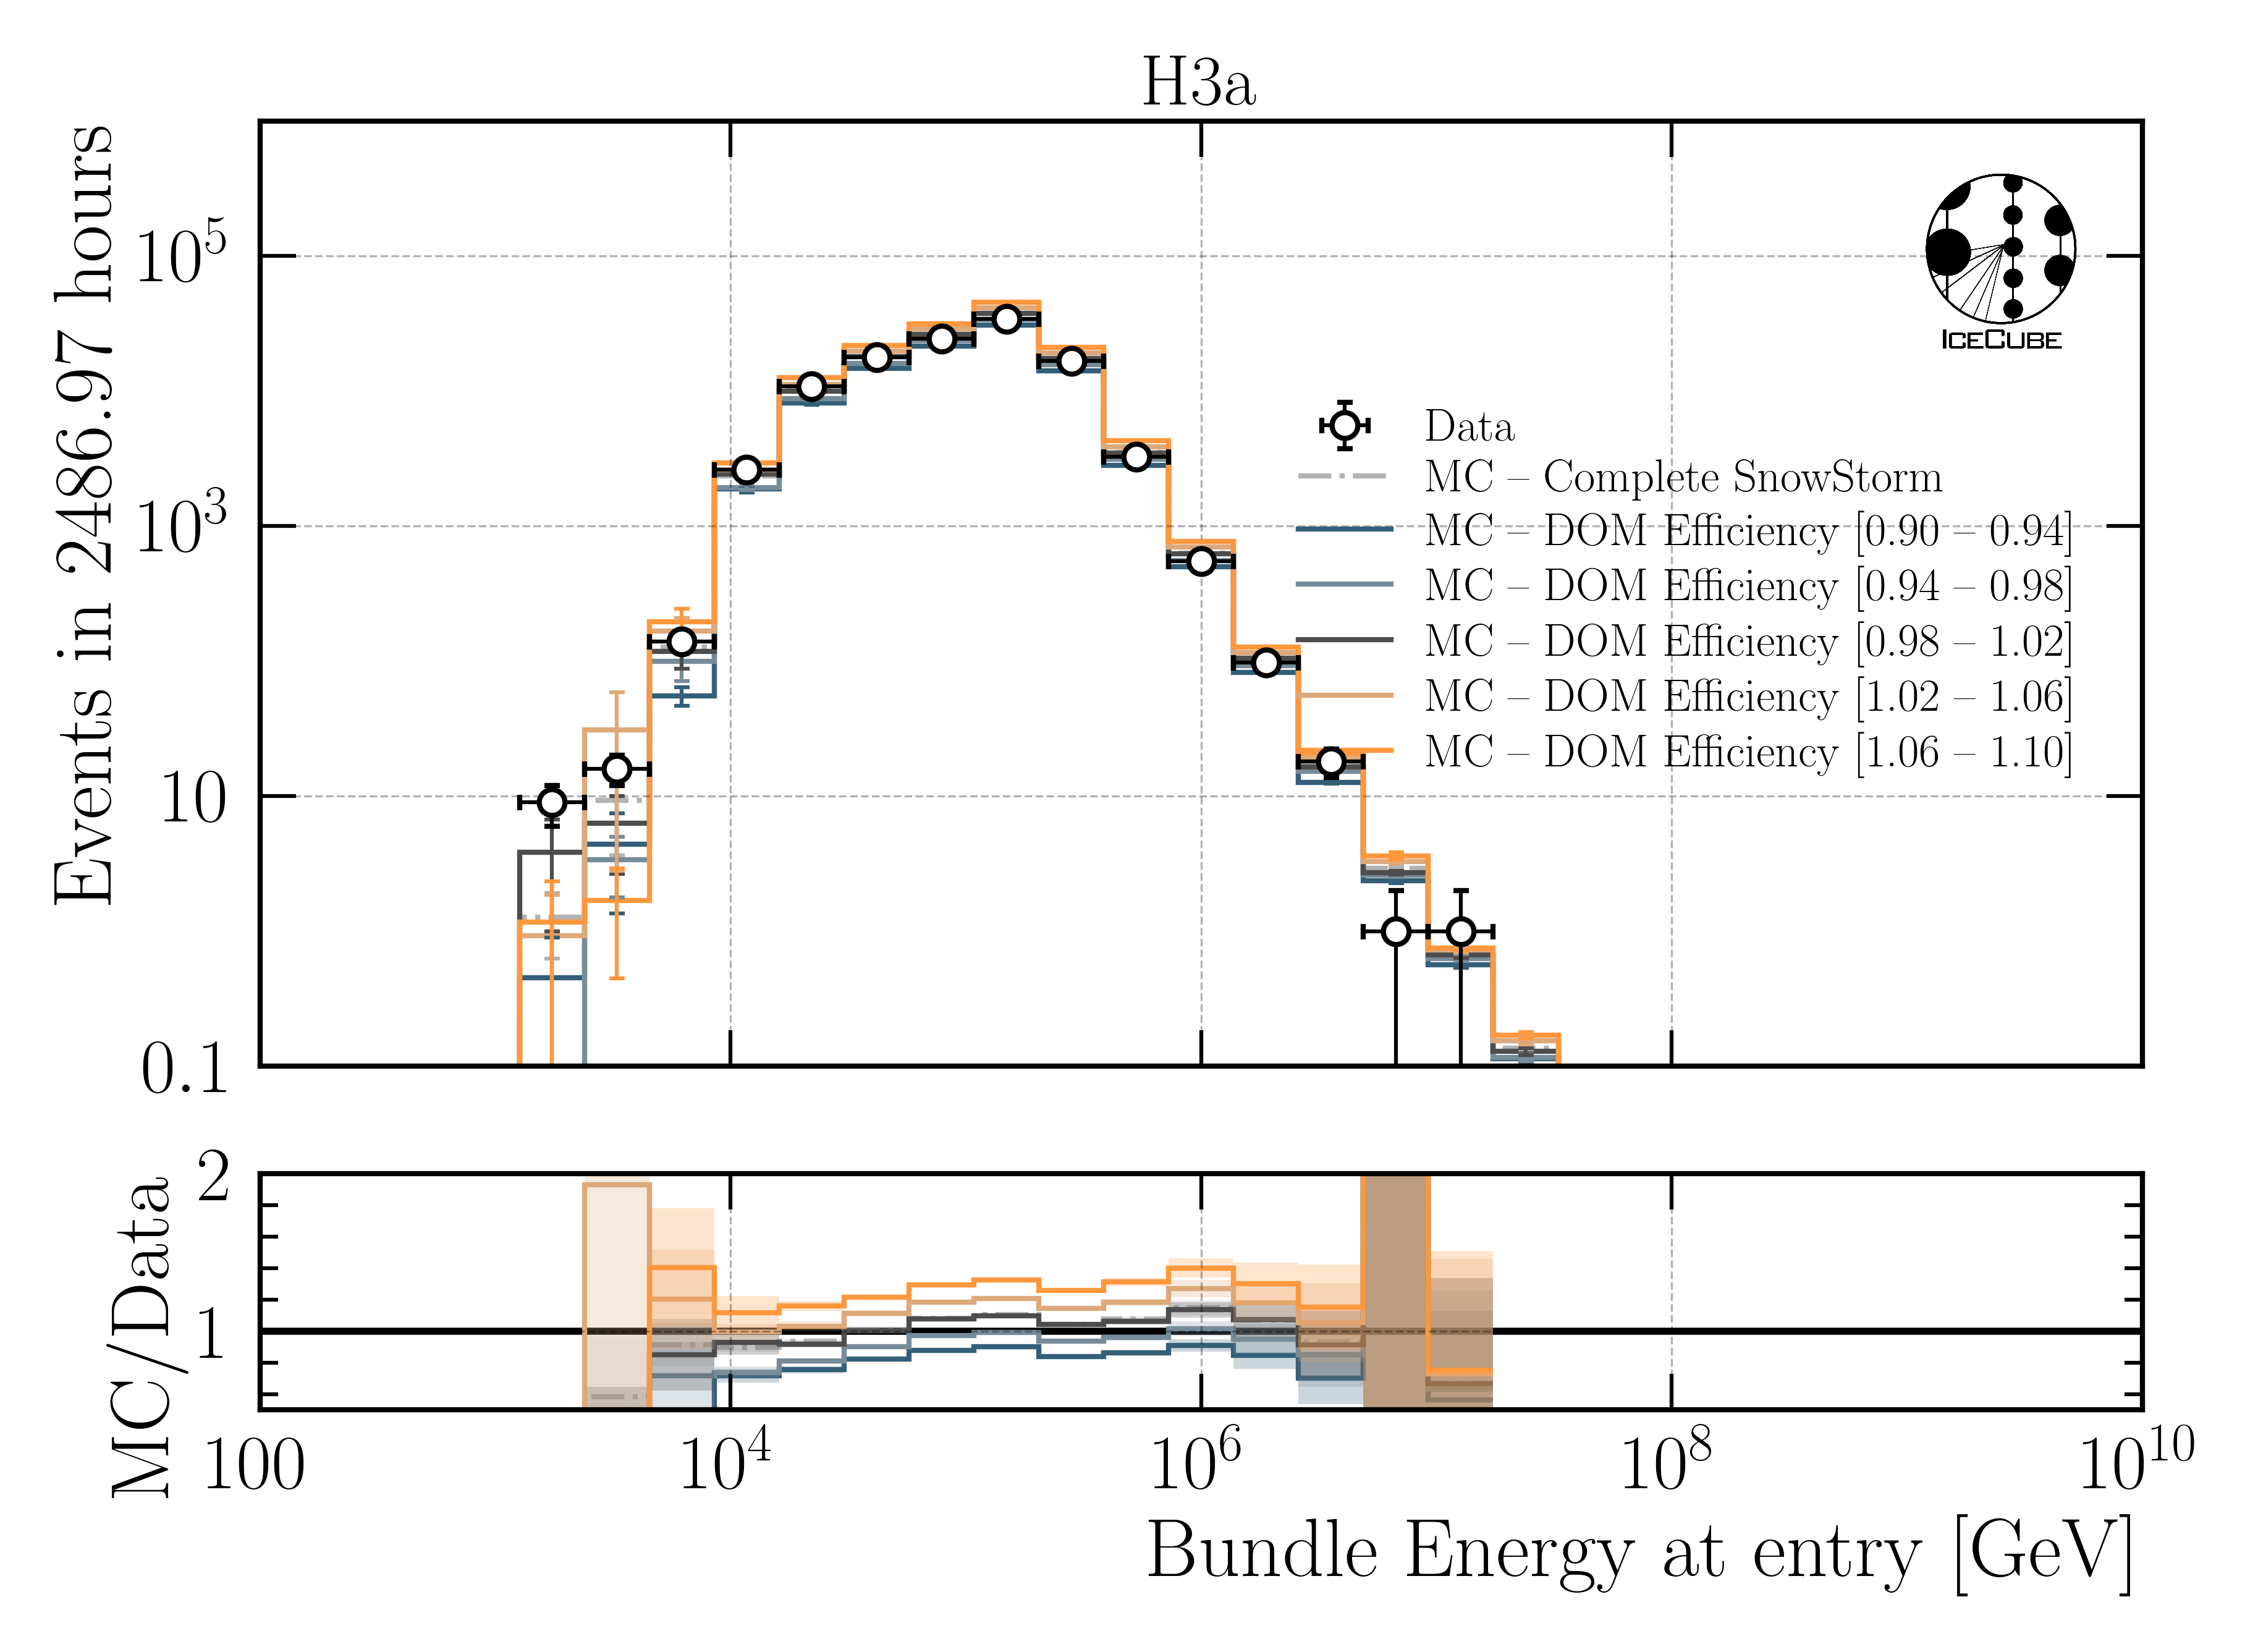 H3a
Events in 2486.97 hours
10^5
10^3
10
0.1
IceCube
Data
MC – Complete SnowStorm
MC – DOM Efficiency [0.90 – 0.94]
MC – DOM Efficiency [0.94 – 0.98]
MC – DOM Efficiency [0.98 – 1.02]
MC – DOM Efficiency [1.02 – 1.06]
MC – DOM Efficiency [1.06 – 1.10]
MC/Data
2
1
100 10^4 10^6 10^8 10^10
Bundle Energy at entry [GeV]